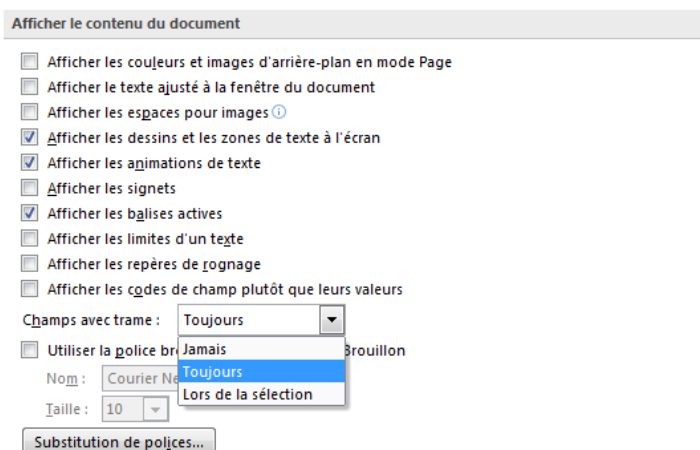 Afficher le contenu du document
Afficher les couleurs et images d'arrière-plan en mode Page
Afficher le texte ajusté à la fenêtre du document
Afficher les espaces pour images
Afficher les dessins et les zones de texte à l'écran
Afficher les animations de texte
Afficher les signets
Afficher les balises actives
Afficher les limites d'un texte
Afficher les repères de rognage
Afficher les codes de champ plutôt que leurs valeurs
Champs avec trame : Toujours
Jamais
Utiliser la police Brouillon
Toujours
Nom : Courier
Lors de la sélection
Taille : 10
Substitution de polices...